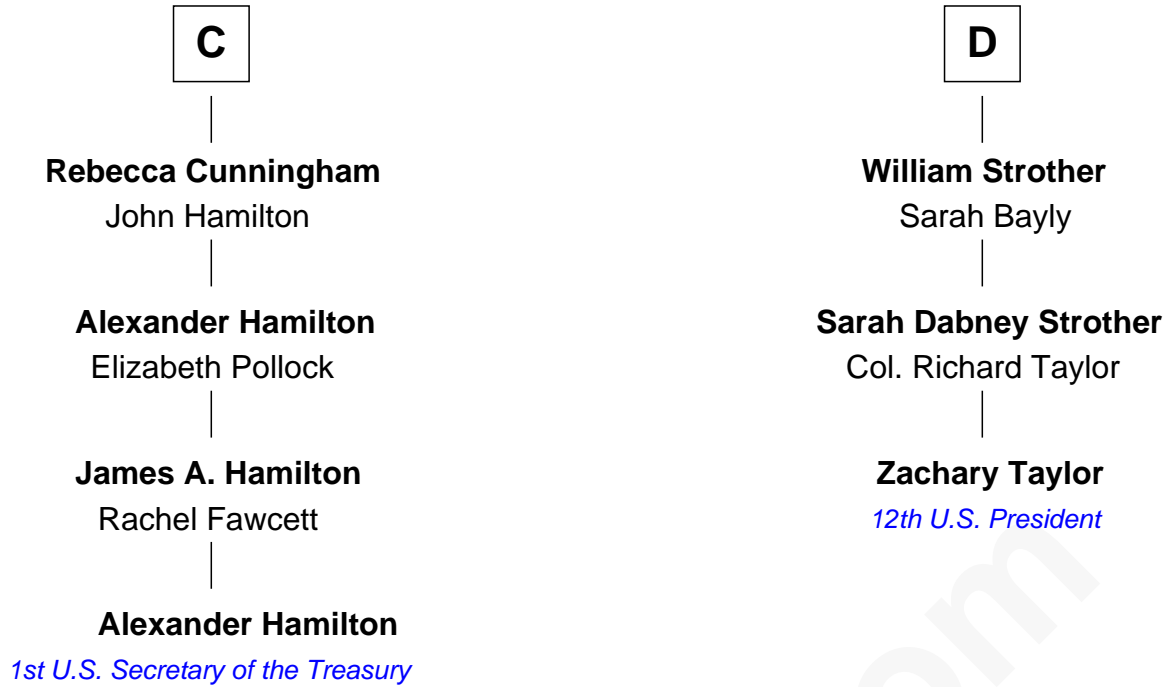 C
Rebecca Cunningham
John Hamilton
Alexander Hamilton
Elizabeth Pollock
James A. Hamilton
Rachel Fawcett
Alexander Hamilton
1st U.S. Secretary of the Treasury
D
William Strother
Sarah Bayly
Sarah Dabney Strother
Col. Richard Taylor
Zachary Taylor
12th U.S. President
om